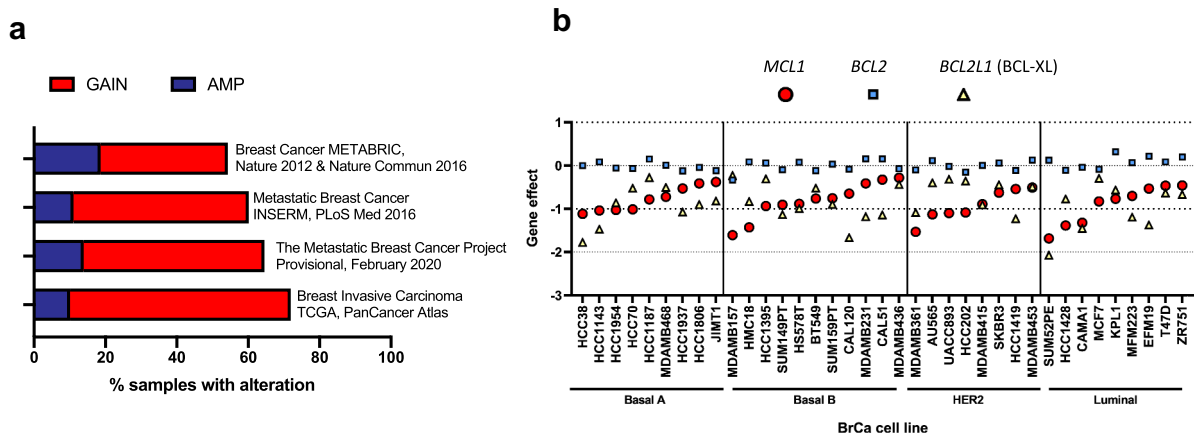 a
GAIN
AMP
Breast Cancer METABRIC,
Nature 2012 & Nature Commun 2016
Metastatic Breast Cancer
INSERM, PLoS Med 2016
The Metastatic Breast Cancer Project
Provisional, February 2020
Breast Invasive Carcinoma
TCGA, PanCancer Atlas
0 20 40 60 80 100
% samples with alteration
b
MCL1
BCL2
BCL2L1 (BCL-XL)
Gene effect
1
0
-1
-2
-3
HCC38
HCC1143
HCC1954
HCC70
HCC1187
MDAMB468
HCC1937
HCC1806
JIMT1
MDAMB157
HMC18
HCC1395
SUM149PT
HS578T
BT549
SUM159PT
CAL120
MDAMB231
CAL51
MDAMB436
MDAMB361
AU565
UACC893
HCC202
MDAMB415
SKBR3
HCC1419
MDAMB453
SUM52PE
HCC1428
CAMA1
MCF7
KPL1
MFM223
EFM19
T47D
ZR751
Basal A
Basal B
HER2
Luminal
BrCa cell line